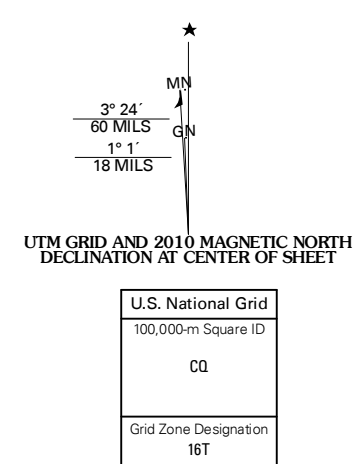 ★
MN
3° 24´
60 MILS
GN
1° 1´
18 MILS
UTM GRID AND 2010 MAGNETIC NORTH
DECLINATION AT CENTER OF SHEET
U.S. National Grid
100,000-m Square ID
CQ
Grid Zone Designation
16T